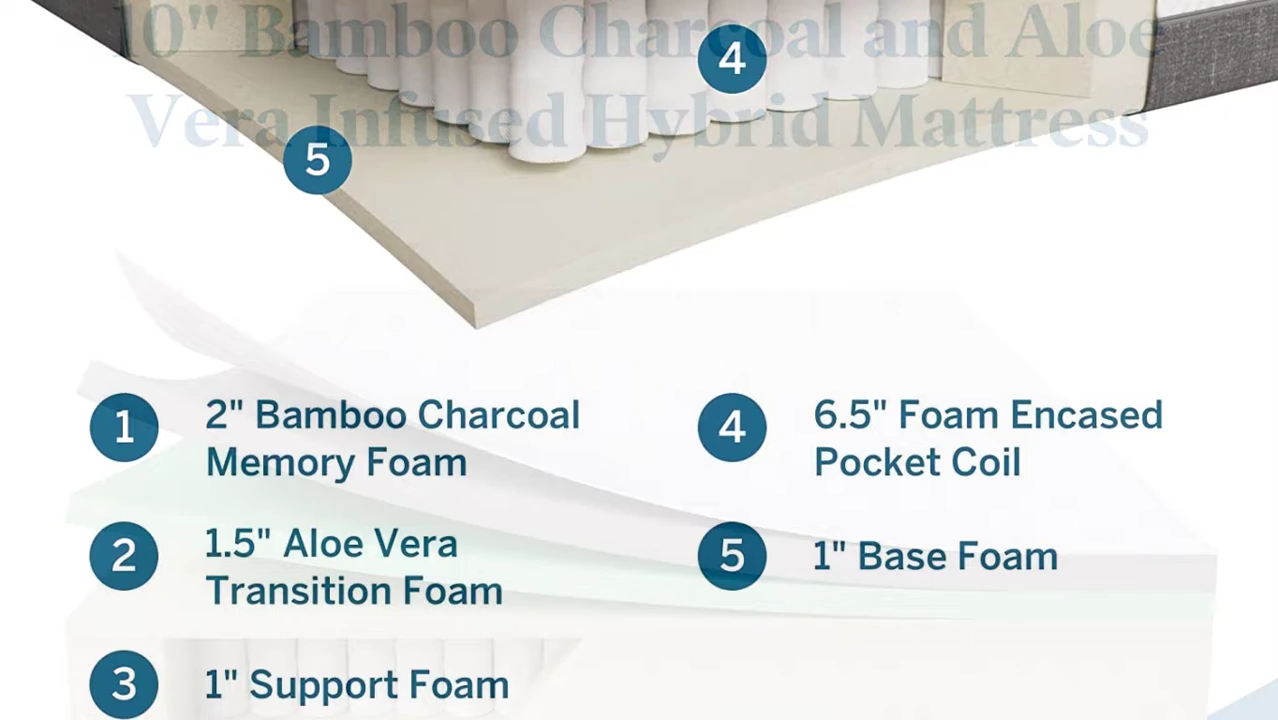 10" Bamboo Charcoal and Aloe
Vera Infused Hybrid Mattress
4
5
1
2" Bamboo Charcoal
Memory Foam
2
1.5" Aloe Vera
Transition Foam
3
1" Support Foam
4
6.5" Foam Encased
Pocket Coil
5
1" Base Foam